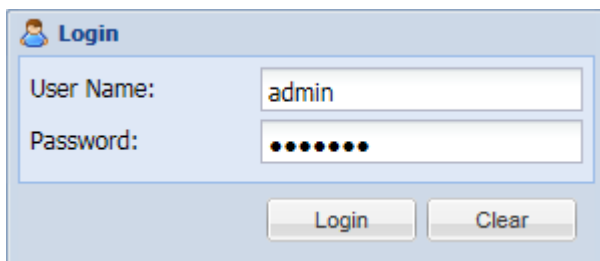 Login
User Name: admin
Password: •••••••
Login Clear